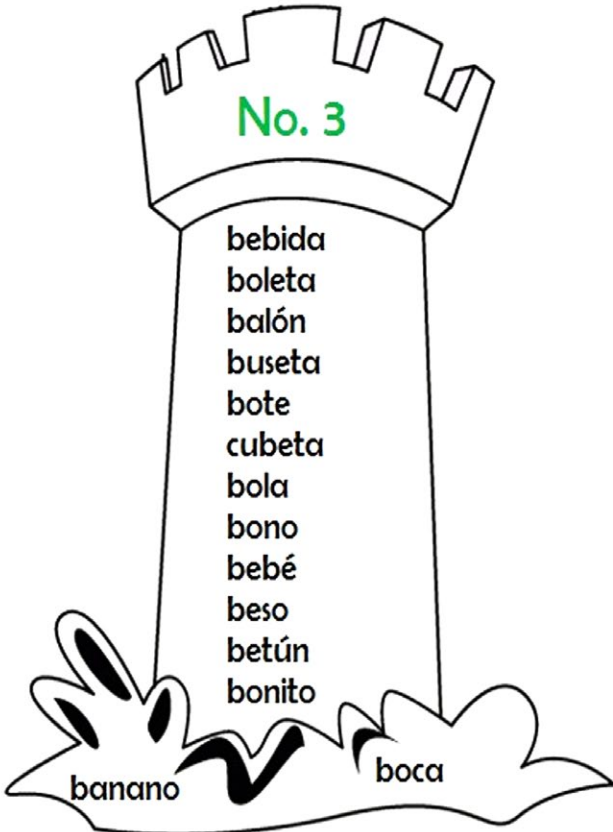 No. 3
bebida
boleta
balón
buseta
bote
cubeta
bola
bono
bebé
beso
betún
bonito
banano
boca